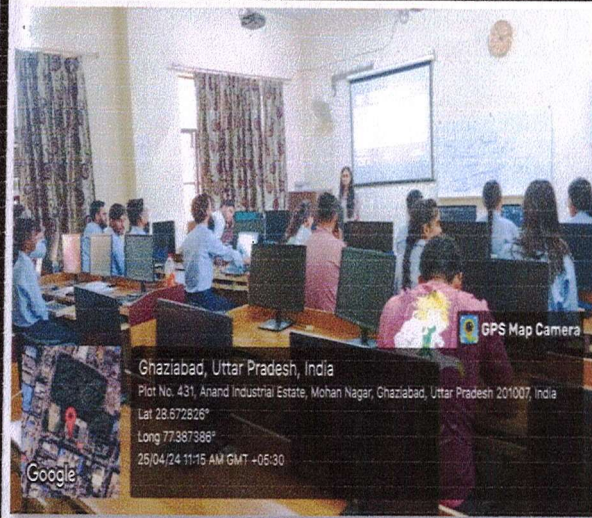 GPS Map Camera
Ghaziabad, Uttar Pradesh, India
Plot No. 431, Anand Industrial Estate, Mohan Nagar, Ghaziabad, Uttar Pradesh 201007, India
Lat 28.672826°
Long 77.387386°
25/04/24 11:15 AM GMT +05:30
Google